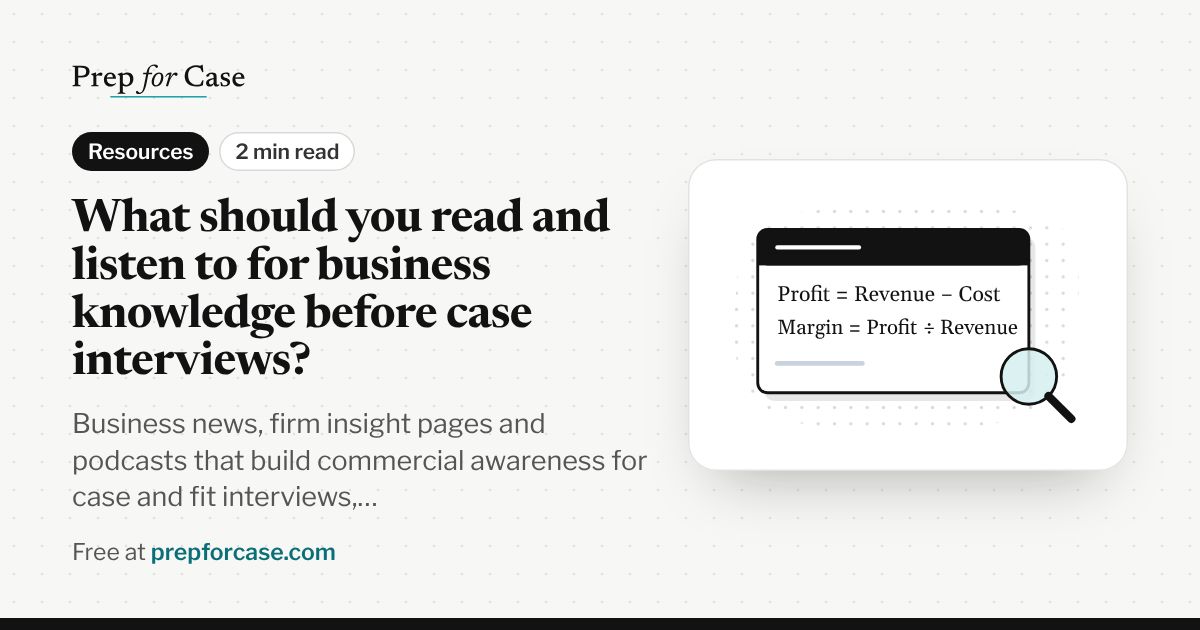 Prep for Case
Resources
2 min read
What should you read and
listen to for business
knowledge before case
interviews?
Business news, firm insight pages and
podcasts that build commercial awareness for
case and fit interviews,…
Free at prepforcase.com
Profit = Revenue − Cost
Margin = Profit ÷ Revenue